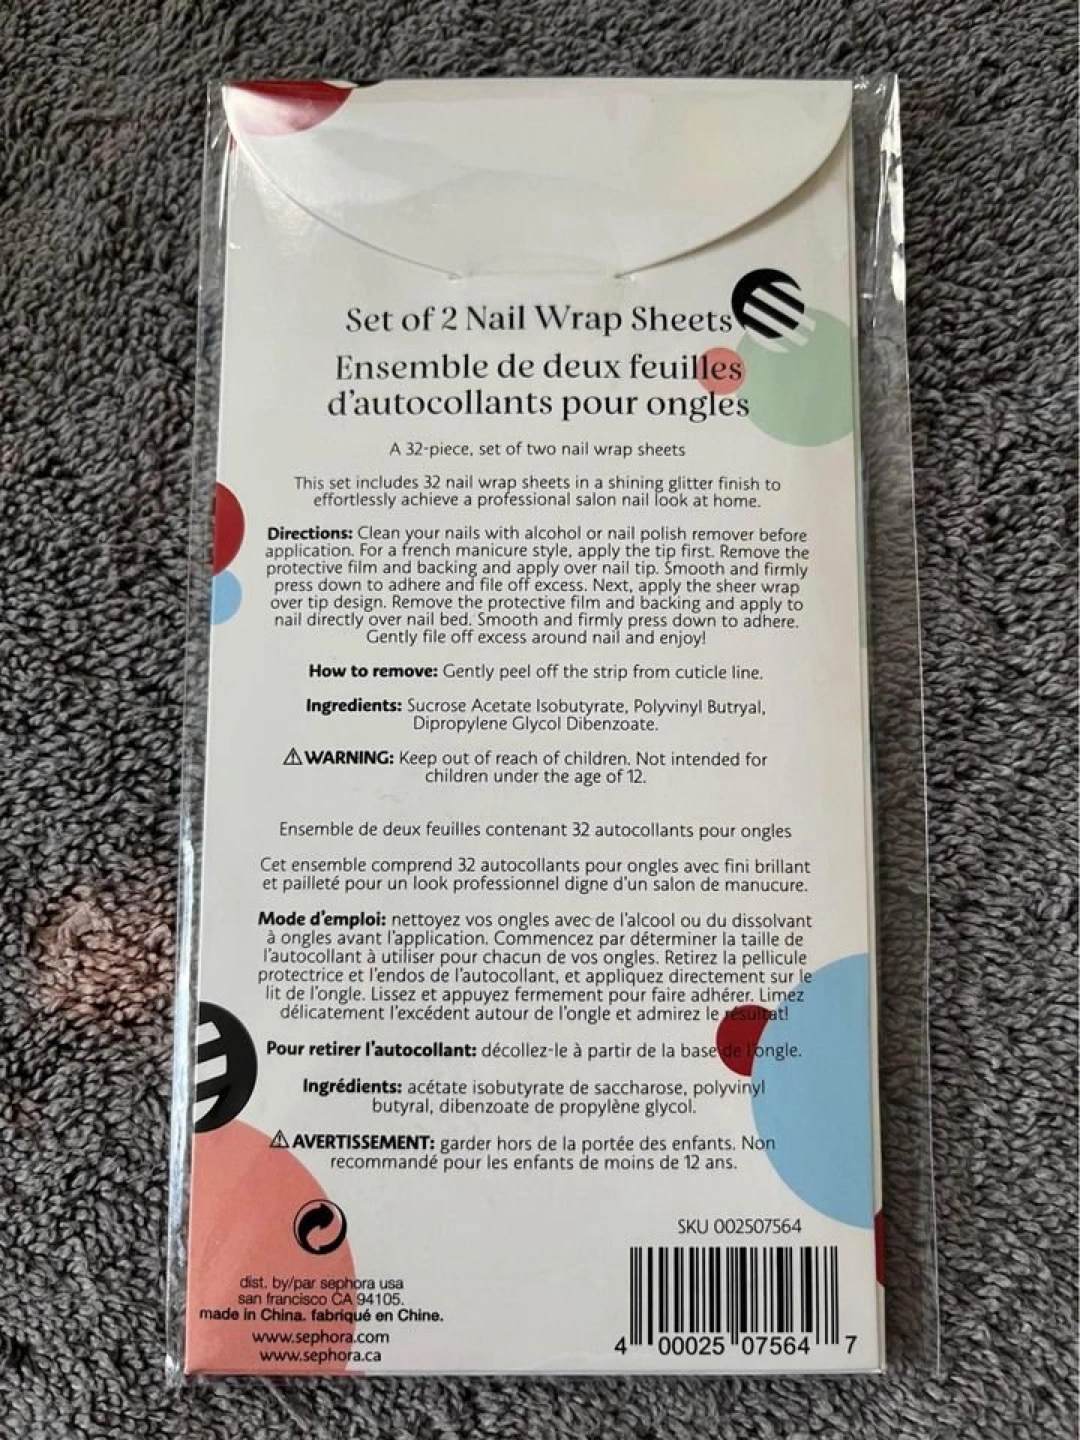 Set of 2 Nail Wrap Sheets
Ensemble de deux feuilles
d'autocollants pour ongles
A 32-piece, set of two nail wrap sheets
This set includes 32 nail wrap sheets in a shining glitter finish to
effortlessly achieve a professional salon nail look at home.
Directions: Clean your nails with alcohol or nail polish remover before
application. For a french manicure style, apply the tip first. Remove the
protective film and backing and apply over nail tip. Smooth and firmly
press down to adhere and file off excess. Next, apply the sheer wrap
over tip design. Remove the protective film and backing and apply to
nail directly over nail bed. Smooth and firmly press down to adhere.
Gently file off excess around nail and enjoy!
How to remove: Gently peel off the strip from cuticle line.
Ingredients: Sucrose Acetate Isobutyrate, Polyvinyl Butryal,
Dipropylene Glycol Dibenzoate.
⚠WARNING: Keep out of reach of children. Not intended for
children under the age of 12.
Ensemble de deux feuilles contenant 32 autocollants pour ongles
Cet ensemble comprend 32 autocollants pour ongles avec fini brillant
et pailleté pour un look professionnel digne d'un salon de manucure.
Mode d'emploi: nettoyez vos ongles avec de l'alcool ou du dissolvant
à ongles avant l'application. Commencez par déterminer la taille de
l'autocollant à utiliser pour chacun de vos ongles. Retirez la pellicule
protectrice et l'endos de l'autocollant, et appliquez directement sur le
lit de l'ongle. Lissez et appuyez fermement pour faire adhérer. Limez
délicatement l'excédent autour de l'ongle et admirez le résultat!
Pour retirer l'autocollant: décollez-le à partir de la base de l'ongle.
Ingrédients: acétate isobutyrate de saccharose, polyvinyl
butyral, dibenzoate de propylène glycol.
⚠AVERTISSEMENT: garder hors de la portée des enfants. Non
recommandé pour les enfants de moins de 12 ans.
SKU 002507564
dist. by/par sephora usa
san francisco CA 94105.
made in China. fabriqué en Chine.
www.sephora.com
www.sephora.ca
4 00025 07564 7